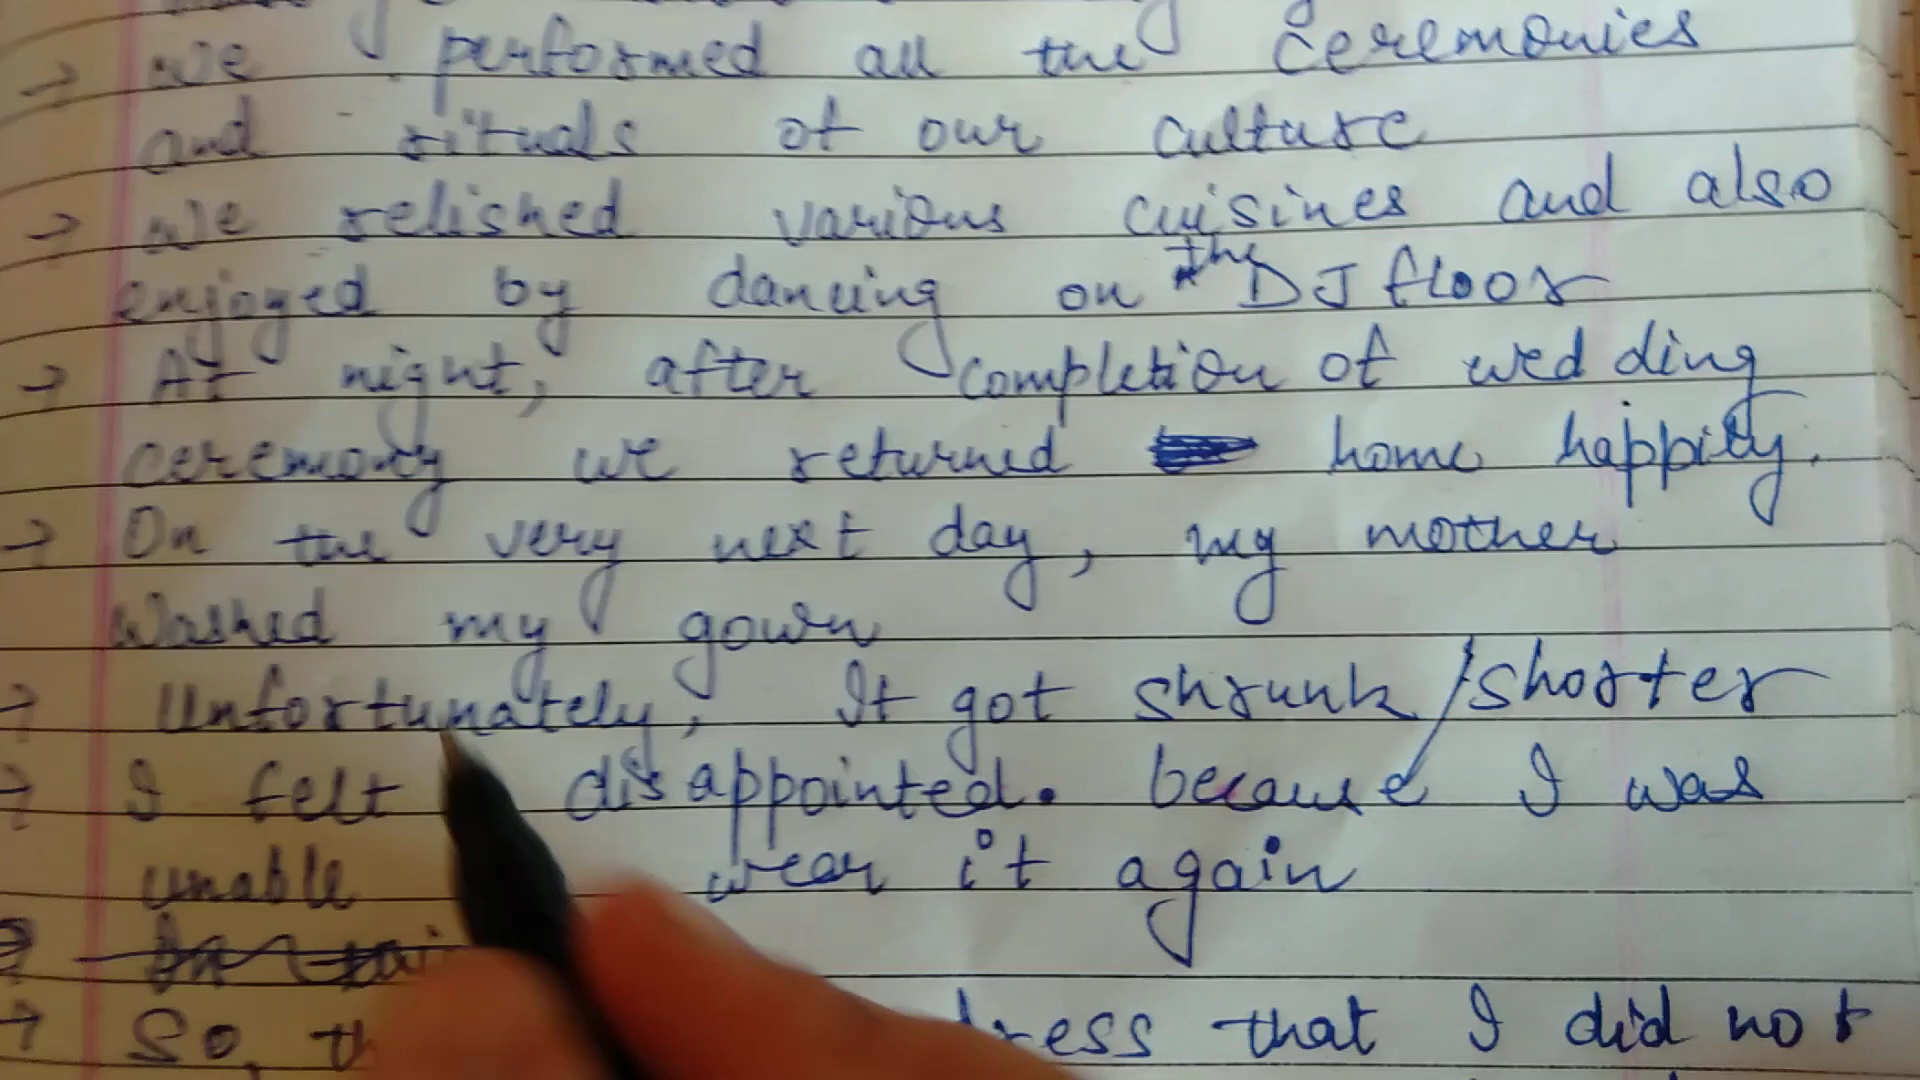 → we performed all the ceremonies
and rituals of our culture
→ we relished various cuisines and also
enjoyed by dancing on the DJ floor
→ At night, after completion of wedding
ceremony we returned home happily.
→ On the very next day, my mother
washed my gown
→ Unfortunately, It got shrunk/shorter
→ I felt disappointed. because I was
unable wear it again
→ So, that I did not